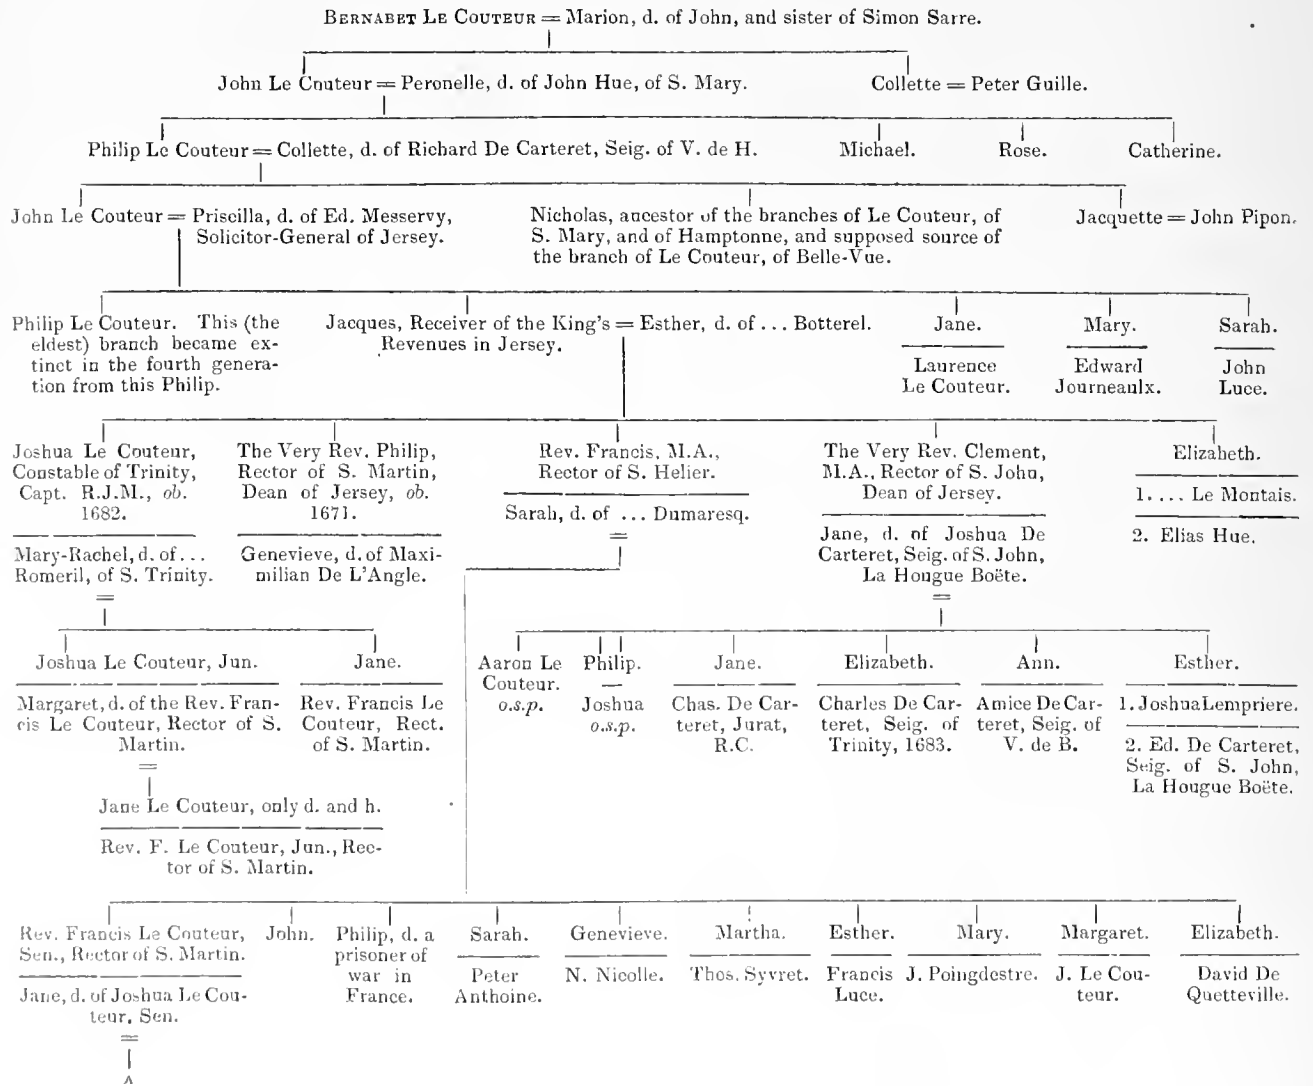 BERNABET LE COUTEUR = Marion, d. of John, and sister of Simon Sarre.
John Le Couteur = Peronelle, d. of John Hue, of S. Mary.
Collette = Peter Guille.
Philip Le Couteur = Collette, d. of Richard De Carteret, Seig. of V. de H.
Michael.
Rose.
Catherine.
John Le Couteur = Priscilla, d. of Ed. Messervy,
Solicitor-General of Jersey.
Nicholas, ancestor of the branches of Le Couteur, of
S. Mary, and of Hamptonne, and supposed source of
the branch of Le Couteur, of Belle-Vue.
Jacquette = John Pipon.
Philip Le Couteur. This (the
eldest) branch became ex-
tinct in the fourth genera-
tion from this Philip.
Jacques, Receiver of the King's = Esther, d. of ... Botterel.
Revenues in Jersey.
Jane.
Laurence
Le Couteur.
Mary.
Edward
Journeaulx.
Sarah.
John
Luce.
Joshua Le Couteur,
Constable of Trinity,
Capt. R.J.M., ob.
1682.
Mary-Rachel, d. of...
Romeril, of S. Trinity.
=
The Very Rev. Philip,
Rector of S. Martin,
Dean of Jersey, ob.
1671.
Genevieve, d. of Maxi-
milian De L'Angle.
Rev. Francis, M.A.,
Rector of S. Helier.
Sarah, d. of ... Dumaresq.
=
The Very Rev. Clement,
M.A., Rector of S. John,
Dean of Jersey.
Jane, d. of Joshua De
Carteret, Seig. of S. John,
La Hougue Boëte.
=
Elizabeth.
1. .... Le Montais.
2. Elias Hue.
Joshua Le Couteur, Jun.
Margaret, d. of the Rev. Fran-
cis Le Couteur, Rector of S.
Martin.
=
Jane.
Rev. Francis Le
Couteur, Rect.
of S. Martin.
Aaron Le
Couteur.
o.s.p.
Philip.
Joshua
o.s.p.
Jane.
Chas. De Car-
teret, Jurat,
R.C.
Elizabeth.
Charles De Car-
teret, Seig. of
Trinity, 1683.
Ann.
Amice De Car-
teret, Seig. of
V. de B.
Esther.
1. Joshua Lempriere.
2. Ed. De Carteret,
Seig. of S. John,
La Hougue Boëte.
Jane Le Couteur, only d. and h.
Rev. F. Le Couteur, Jun., Rec-
tor of S. Martin.
Rev. Francis Le Couteur,
Sen., Rector of S. Martin.
Jane, d. of Joshua Le Cou-
teur, Sen.
=
John.
Philip, d. a
prisoner of
war in
France.
Sarah.
Peter
Anthoine.
Genevieve.
N. Nicolle.
Martha.
Thos. Syvret.
Esther.
Francis
Luce.
Mary.
J. Poingdestre.
Margaret.
J. Le Cou-
teur.
Elizabeth.
David De
Quetteville.